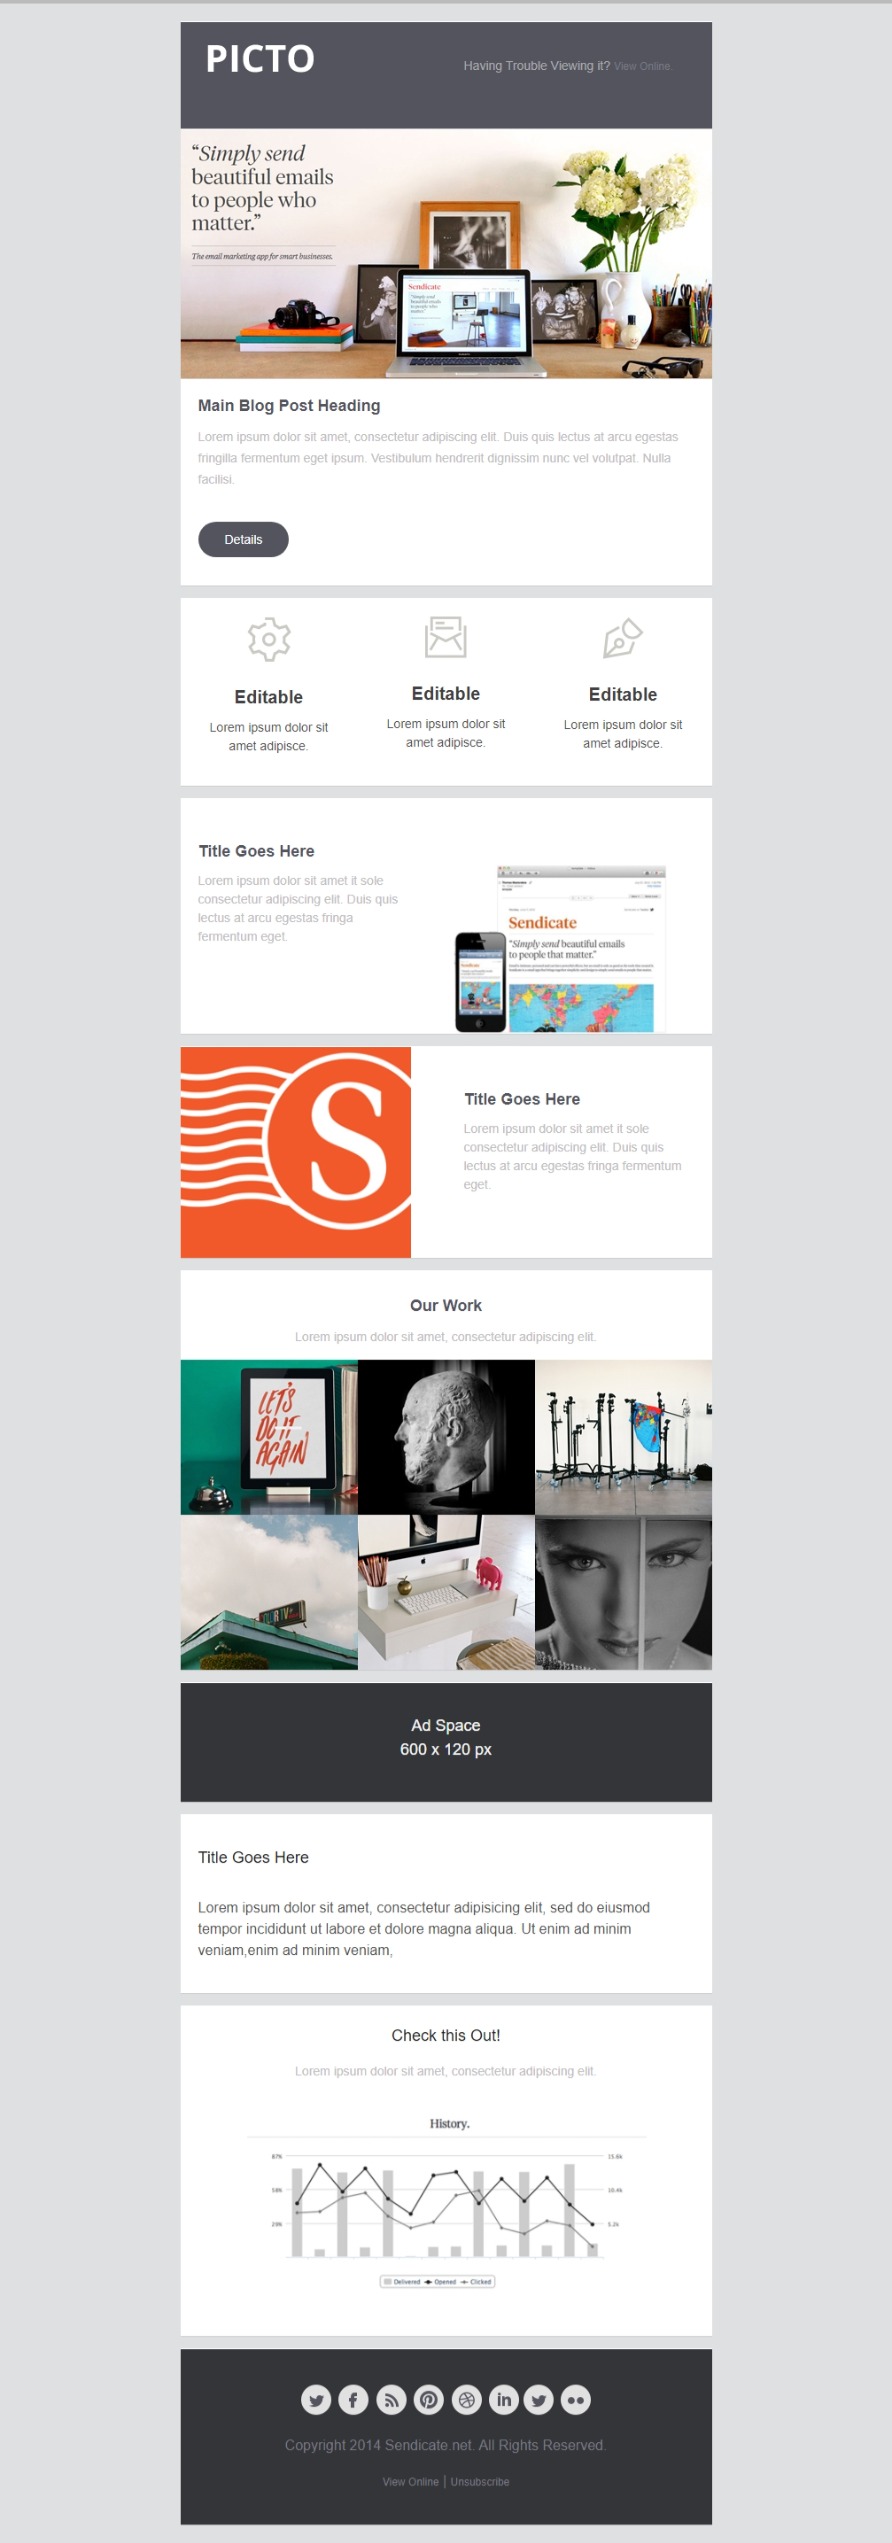 PICTO
Having Trouble Viewing it? View Online
“Simply send
beautiful emails
to people who
matter.”
The email marketing app for smart businesses.
Sendicate
Main Blog Post Heading
Lorem ipsum dolor sit amet, consectetur adipiscing elit. Duis quis lectus at arcu egestas
fringilla fermentum eget ipsum. Vestibulum hendrerit dignissim nunc vel volutpat. Nulla
facilisi.
Details
Editable
Lorem ipsum dolor sit
amet adipisce.
Editable
Lorem ipsum dolor sit
amet adipisce.
Editable
Lorem ipsum dolor sit
amet adipisce.
Title Goes Here
Lorem ipsum dolor sit amet it sole
consectetur adipiscing elit. Duis quis
lectus at arcu egestas fringa
fermentum eget.
Sendicate
“Simply send beautiful emails
to people that matter.”
Sendicate
S
Title Goes Here
Lorem ipsum dolor sit amet it sole
consectetur adipiscing elit. Duis quis
lectus at arcu egestas fringa fermentum
eget.
Our Work
Lorem ipsum dolor sit amet, consectetur adipiscing elit.
LET'S
DO IT
AGAIN
Ad Space
600 x 120 px
Title Goes Here
Lorem ipsum dolor sit amet, consectetur adipisicing elit, sed do eiusmod
tempor incididunt ut labore et dolore magna aliqua. Ut enim ad minim
veniam,enim ad minim veniam,
Check this Out!
Lorem ipsum dolor sit amet, consectetur adipiscing elit.
History.
87% 15.6k
58% 10.4k
29% 5.2k
Delivered Opened Clicked
Copyright 2014 Sendicate.net. All Rights Reserved.
View Online | Unsubscribe